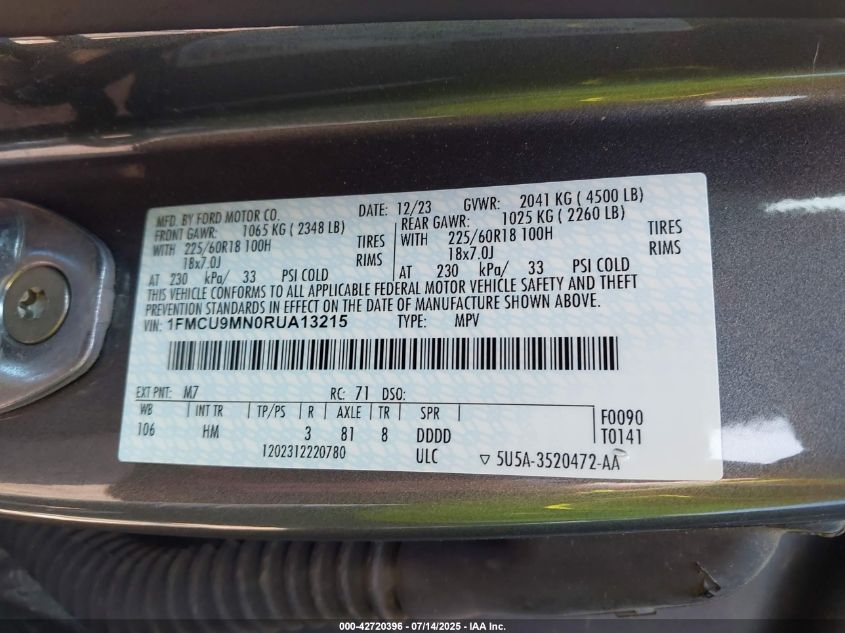 MFD. BY FORD MOTOR CO. DATE: 12/23 GVWR: 2041 KG ( 4500 LB)
FRONT GAWR: 1065 KG ( 2348 LB) REAR GAWR: 1025 KG ( 2260 LB)
WITH 225/60R18 100H TIRES WITH 225/60R18 100H TIRES
18x7.0J RIMS 18x7.0J RIMS
AT 230 kPa/ 33 PSI COLD AT 230 kPa/ 33 PSI COLD
THIS VEHICLE CONFORMS TO ALL APPLICABLE FEDERAL MOTOR VEHICLE SAFETY AND THEFT
PREVENTION STANDARDS IN EFFECT ON THE DATE OF MANUFACTURE SHOWN ABOVE.
VIN: 1FMCU9MN0RUA13215 TYPE: MPV
EXT PNT: M7 RC: 71 DSO:
WB INT TR TP/PS R AXLE TR SPR F0090
106 HM 3 81 8 DDDD T0141
1202312220780 ULC ▽ 5U5A-3520472-AA
000-42720396 - 07/14/2025 - IAA Inc.